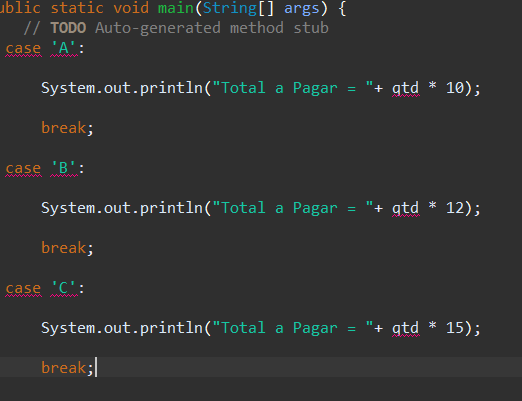 ublic static void main(String[] args) {
// TODO Auto-generated method stub
case 'A':
System.out.println("Total a Pagar = "+ qtd * 10);
break;
case 'B':
System.out.println("Total a Pagar = "+ qtd * 12);
break;
case 'C':
System.out.println("Total a Pagar = "+ qtd * 15);
break;